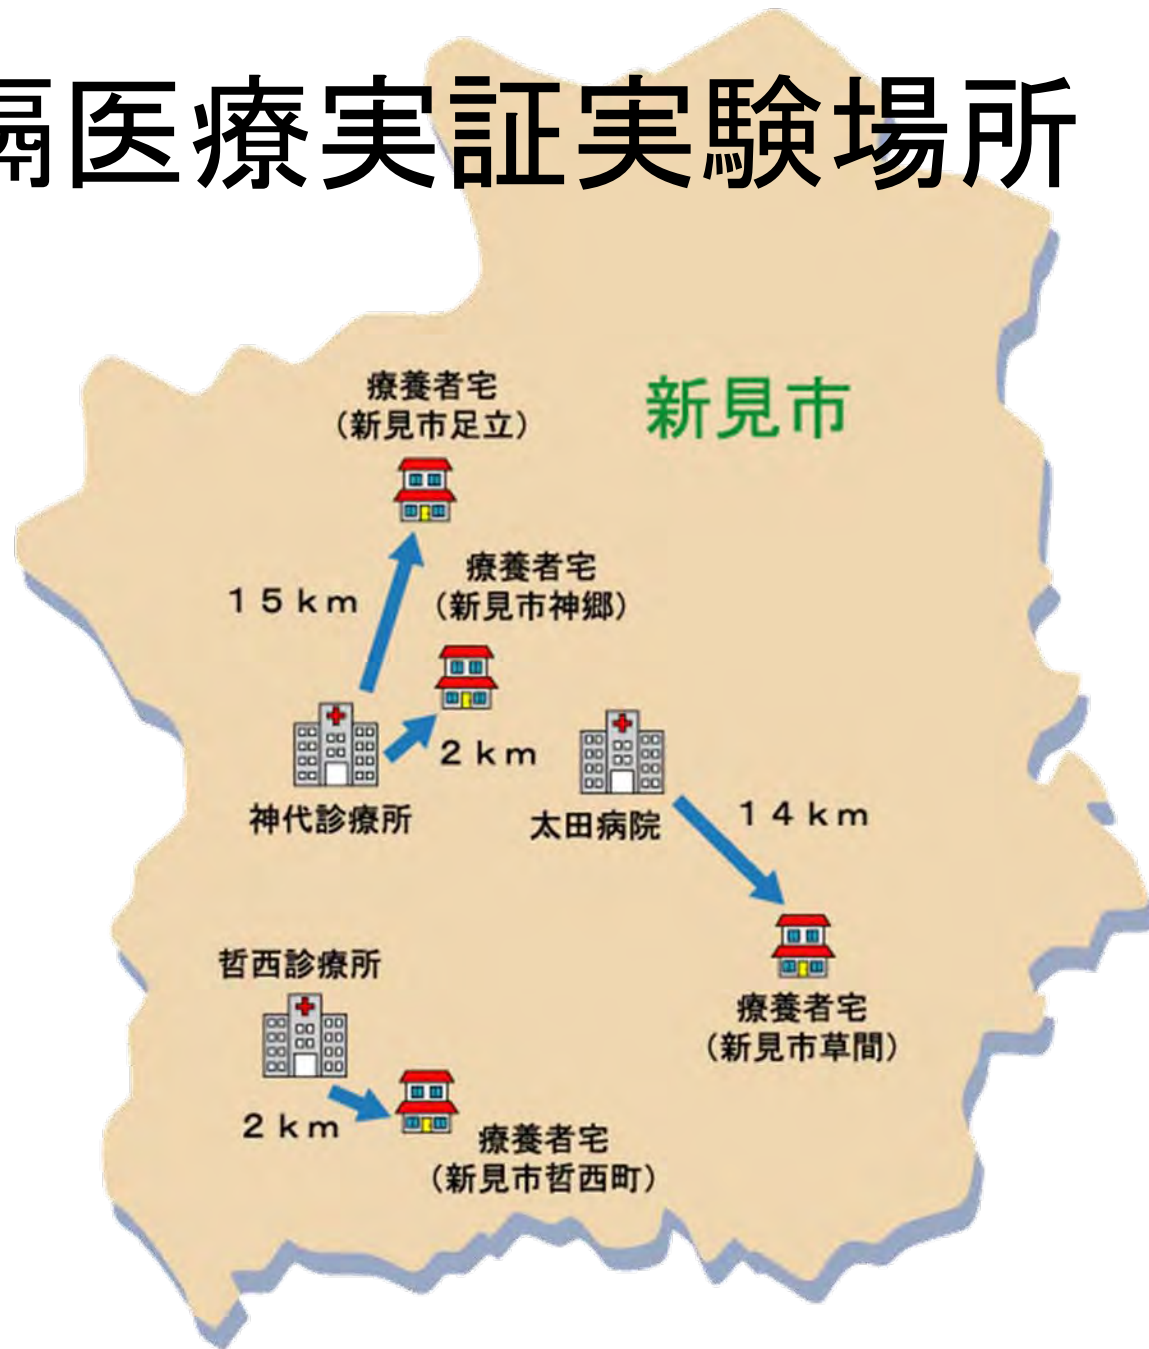 隔医療実証実験場所
新見市
療養者宅
（新見市足立）
15km
療養者宅
（新見市神郷）
2km
神代診療所
太田病院
14km
療養者宅
（新見市草間）
哲西診療所
2km
療養者宅
（新見市哲西町）